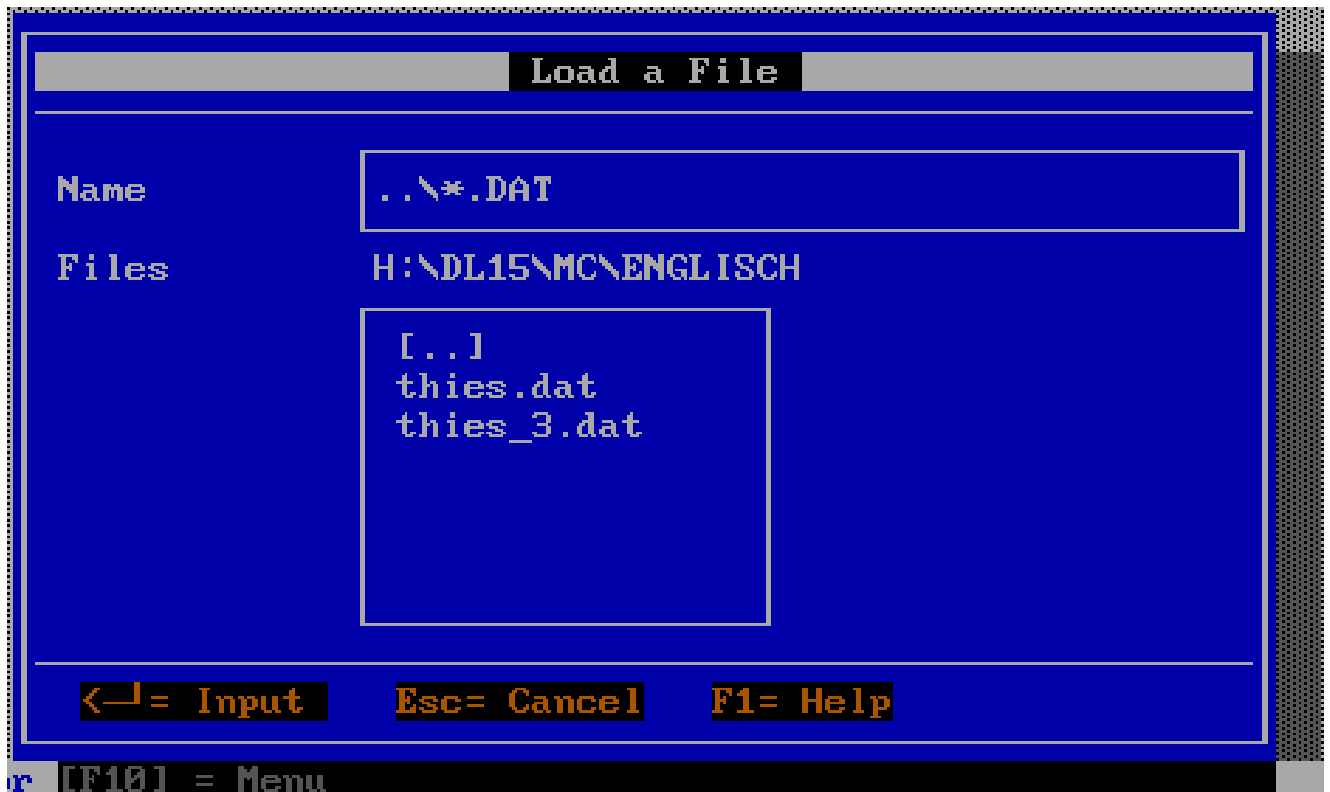 Load a File
Name ..\*.DAT
Files H:\DL15\MC\ENGLISCH
[..]
thies.dat
thies_3.dat
<─┘= Input Esc= Cancel F1= Help
r [F10] = Menu